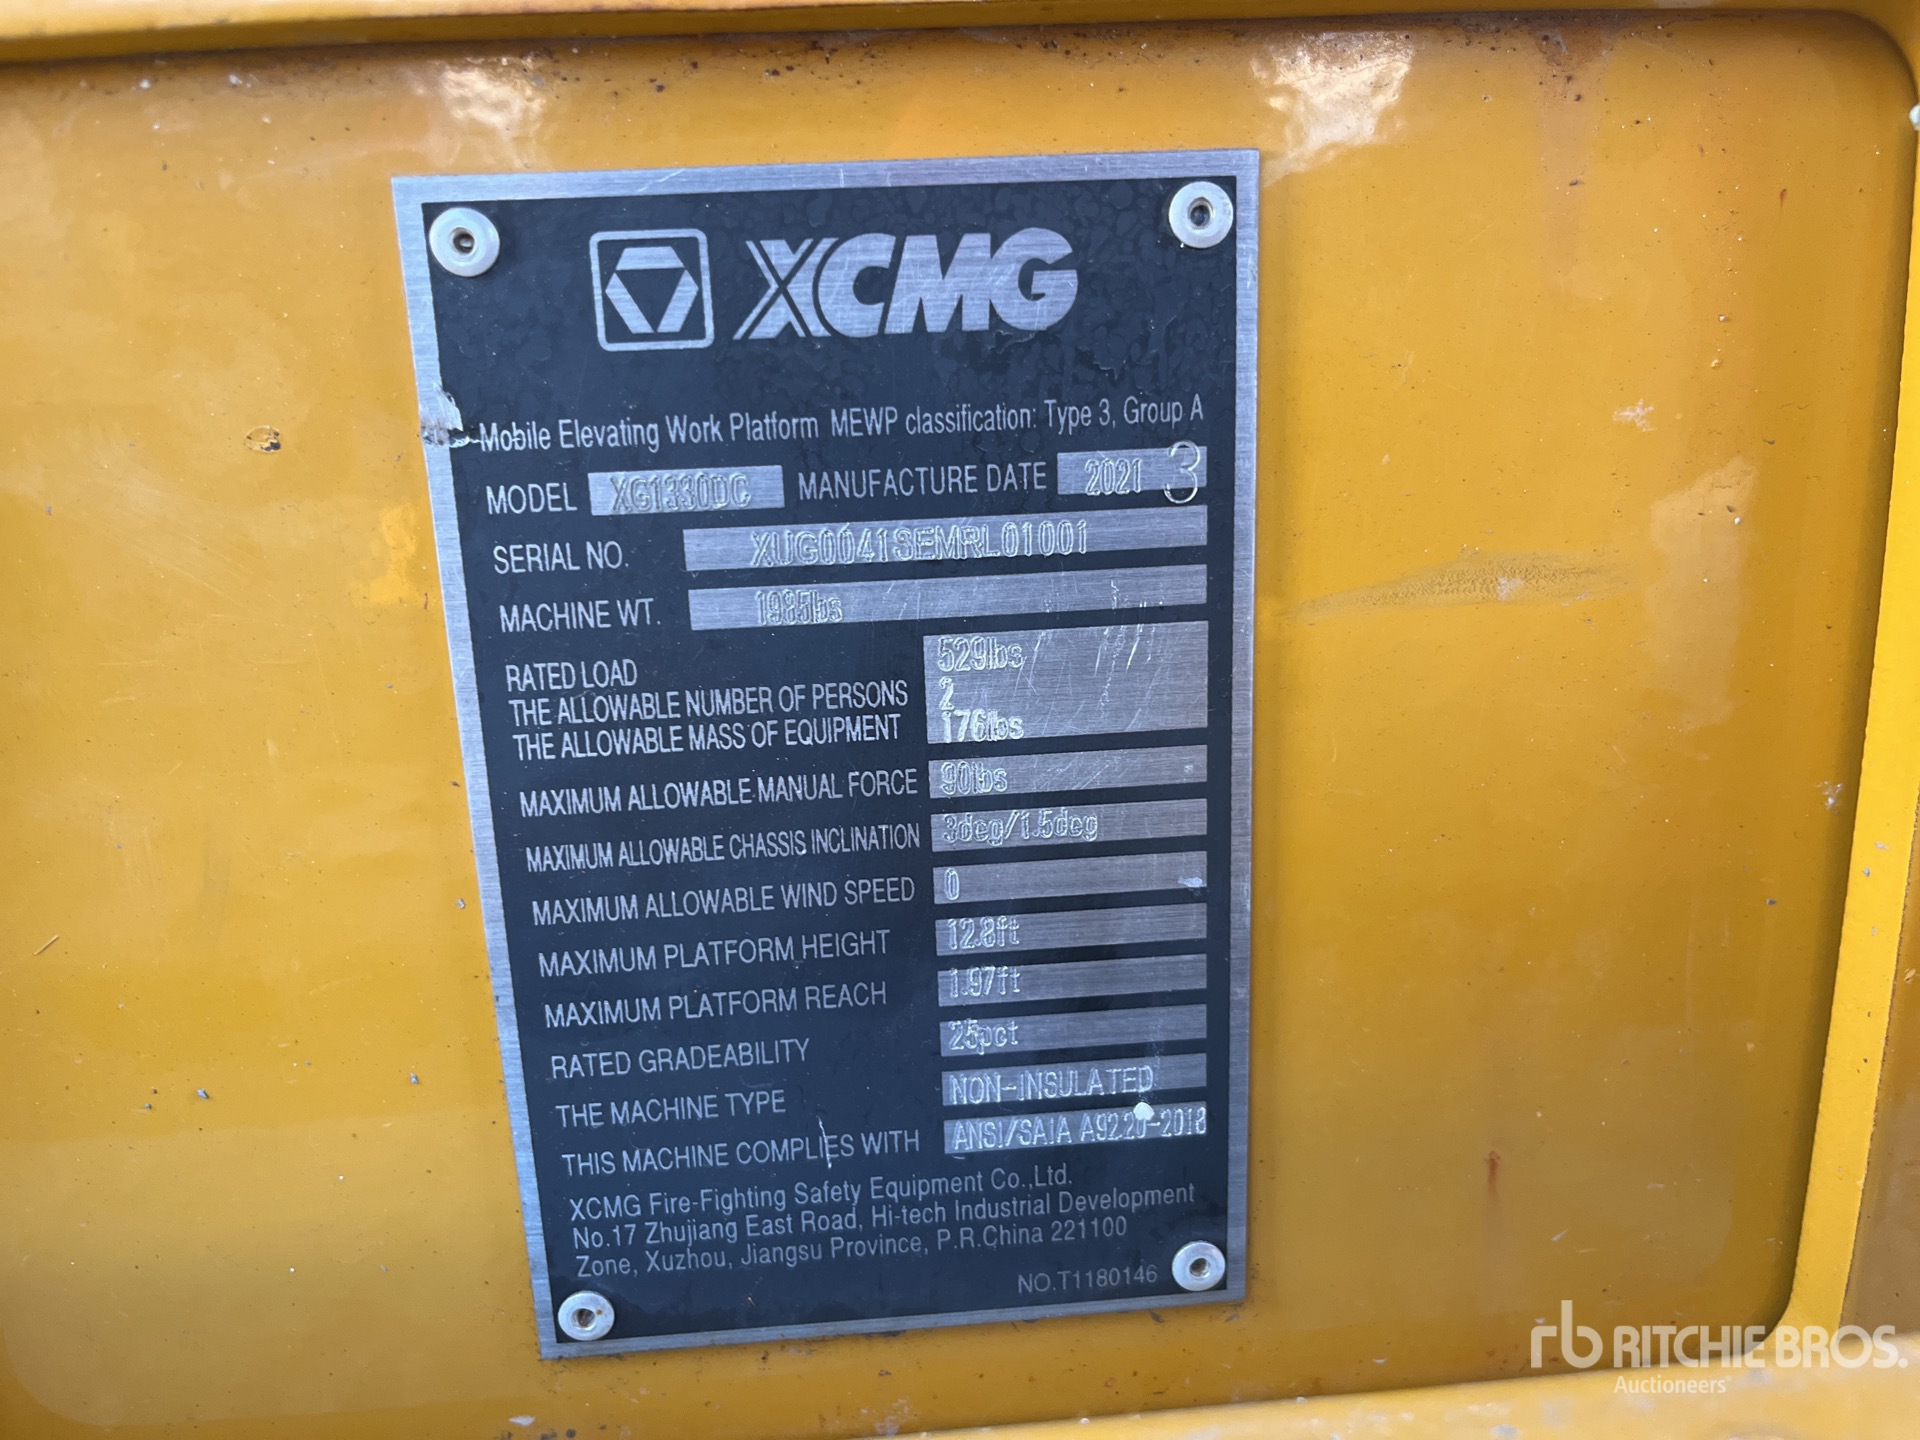 XCMG
Mobile Elevating Work Platform MEWP classification: Type 3, Group A
MODEL XG1330DC MANUFACTURE DATE 2021 3
SERIAL NO. XUG0041SEMRL01001
MACHINE WT. 1985lbs
RATED LOAD 529lbs
THE ALLOWABLE NUMBER OF PERSONS 2
THE ALLOWABLE MASS OF EQUIPMENT 176lbs
MAXIMUM ALLOWABLE MANUAL FORCE 90lbs
MAXIMUM ALLOWABLE CHASSIS INCLINATION 3deg/1.5deg
MAXIMUM ALLOWABLE WIND SPEED 0
MAXIMUM PLATFORM HEIGHT 12.8ft
MAXIMUM PLATFORM REACH 1.97ft
RATED GRADEABILITY 25pct
THE MACHINE TYPE NON-INSULATED
THIS MACHINE COMPLIES WITH ANSI/SAIA A92.20-2018
XCMG Fire-Fighting Safety Equipment Co.,Ltd.
No.17 Zhujiang East Road, Hi-tech Industrial Development
Zone, Xuzhou, Jiangsu Province, P.R.China 221100
NO.T1180146
rb RITCHIE BROS.
Auctioneers